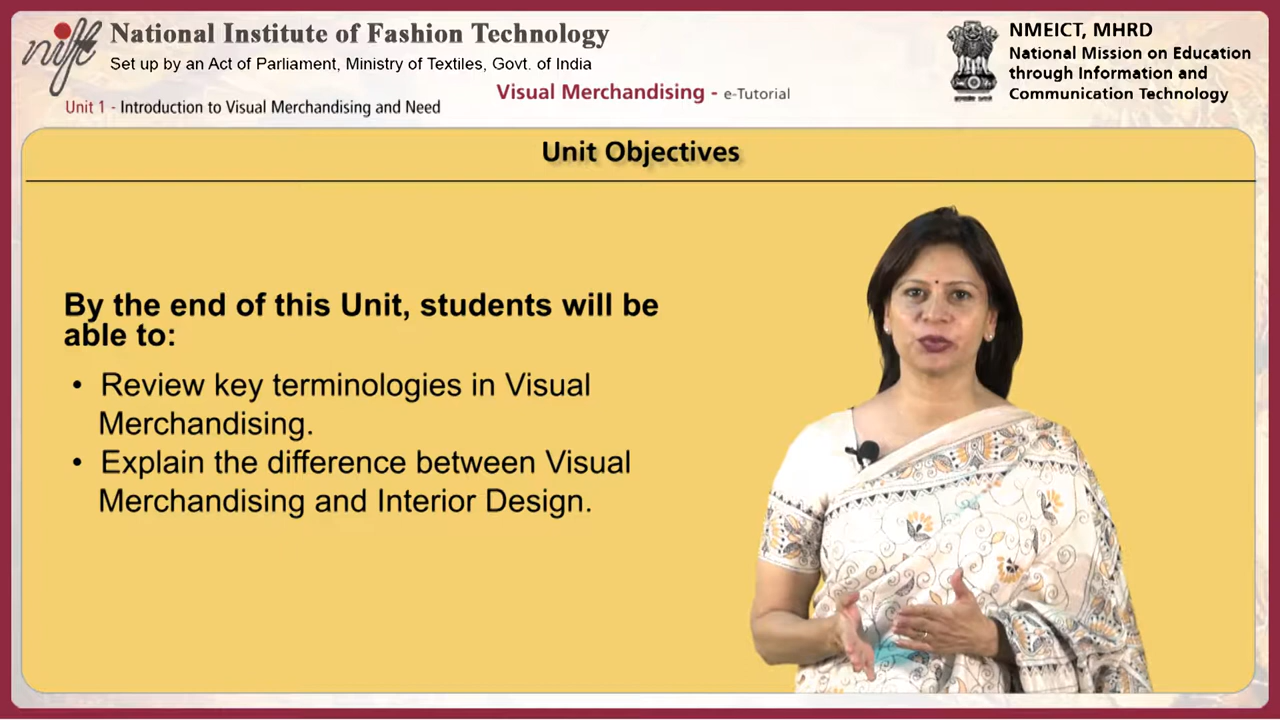 nift
National Institute of Fashion Technology
Set up by an Act of Parliament, Ministry of Textiles, Govt. of India
Unit 1 - Introduction to Visual Merchandising and Need
Visual Merchandising - e-Tutorial
NMEICT, MHRD
National Mission on Education
through Information and
Communication Technology
Unit Objectives
By the end of this Unit, students will be
able to:
• Review key terminologies in Visual
Merchandising.
• Explain the difference between Visual
Merchandising and Interior Design.